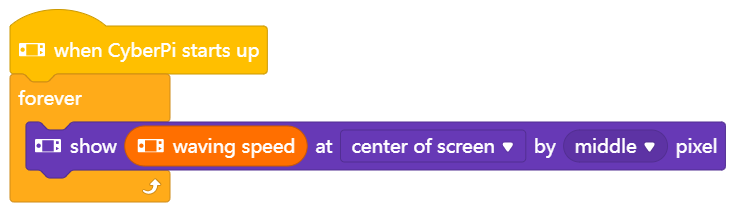 when CyberPi starts up
forever
show waving speed at center of screen by middle pixel